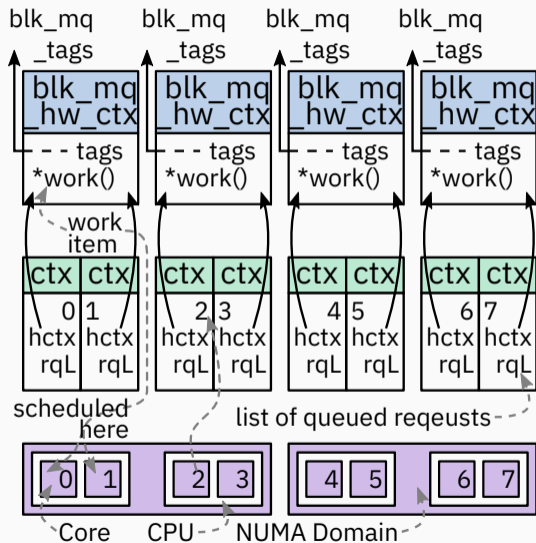 blk_mq blk_mq blk_mq blk_mq
_tags _tags _tags _tags
blk_mq blk_mq blk_mq blk_mq
_hw_ctx _hw_ctx _hw_ctx _hw_ctx
tags tags tags tags
*work() *work() *work() *work()
work
item
ctx ctx ctx ctx ctx ctx ctx ctx
0 1 2 3 4 5 6 7
hctx hctx hctx hctx hctx hctx hctx hctx
rqL rqL rqL rqL rqL rqL rqL rqL
scheduled
here
list of queued reqeusts
0 1 2 3 4 5 6 7
Core CPU NUMA Domain